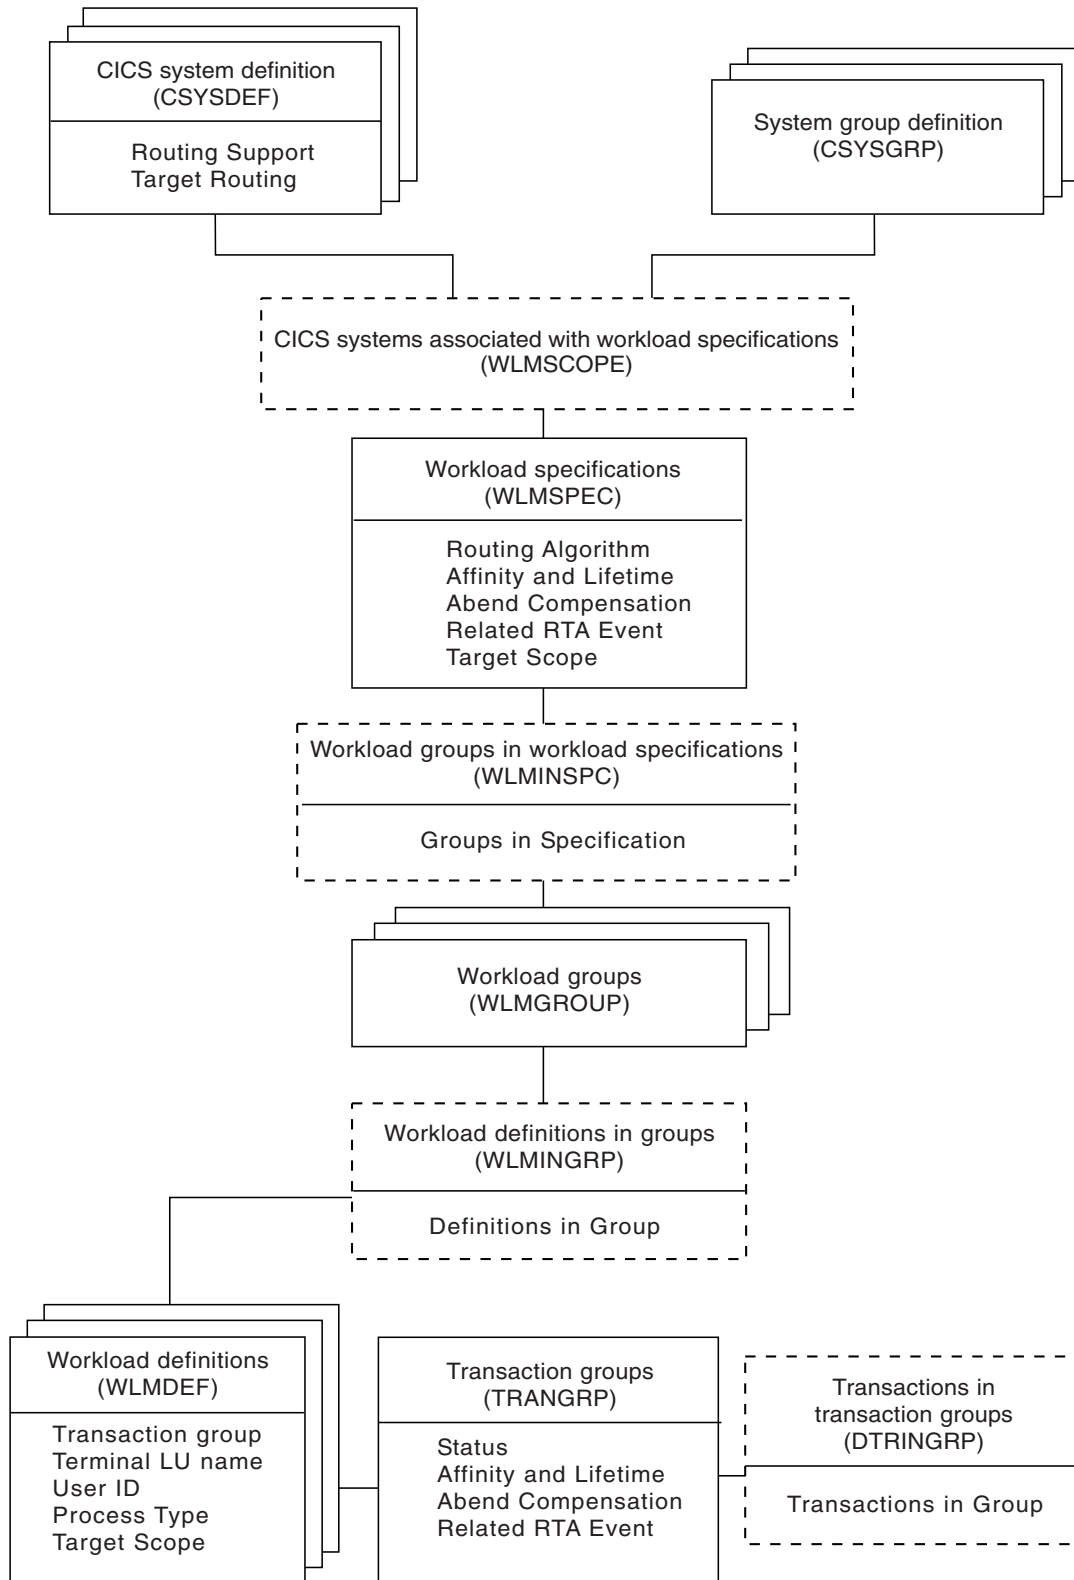 CICS system definition
(CSYSDEF)
Routing Support
Target Routing
System group definition
(CSYSGRP)
CICS systems associated with workload specifications
(WLMSCOPE)
Workload specifications
(WLMSPEC)
Routing Algorithm
Affinity and Lifetime
Abend Compensation
Related RTA Event
Target Scope
Workload groups in workload specifications
(WLMINSPC)
Groups in Specification
Workload groups
(WLMGROUP)
Workload definitions in groups
(WLMINGRP)
Definitions in Group
Workload definitions
(WLMDEF)
Transaction group
Terminal LU name
User ID
Process Type
Target Scope
Transaction groups
(TRANGRP)
Status
Affinity and Lifetime
Abend Compensation
Related RTA Event
Transactions in
transaction groups
(DTRINGRP)
Transactions in Group